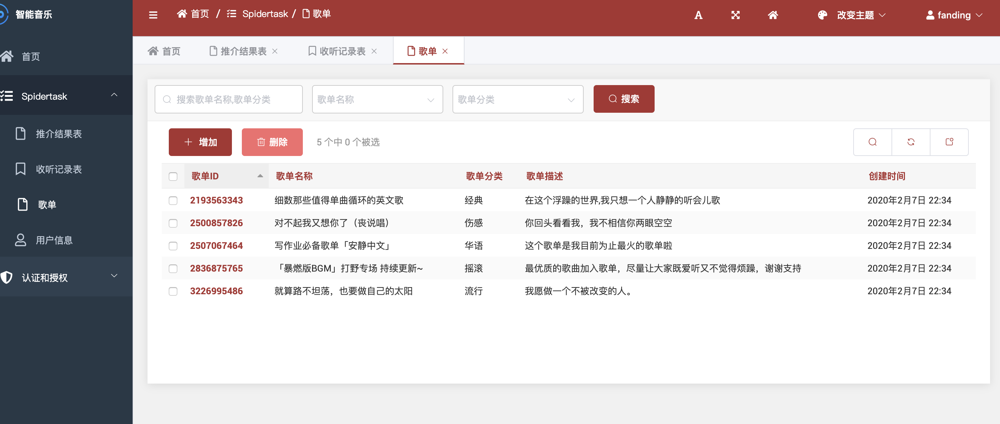 智能音乐
首页 / Spidertask / 歌单
A
改变主题
fanding
首页
推介结果表
收听记录表
歌单
首页
Spidertask
推介结果表
收听记录表
歌单
用户信息
认证和授权
搜索歌单名称,歌单分类
歌单名称
歌单分类
搜索
增加
删除
5 个中 0 个被选
歌单ID 歌单名称 歌单分类 歌单描述 创建时间
2193563343 细数那些值得单曲循环的英文歌 经典 在这个浮躁的世界,我只想一个人静静的听会儿歌 2020年2月7日 22:34
2500857826 对不起我又想你了（丧说唱） 伤感 你回头看看我，我不相信你两眼空空 2020年2月7日 22:34
2507067464 写作业必备歌单「安静中文」 华语 这个歌单是我目前为止最火的歌单啦 2020年2月7日 22:34
2836875765 「暴燃版BGM」打野专场 持续更新~ 摇滚 最优质的歌曲加入歌单，尽量让大家既爱听又不觉得烦躁，谢谢支持 2020年2月7日 22:34
3226995486 就算路不坦荡，也要做自己的太阳 流行 我愿做一个不被改变的人。 2020年2月7日 22:34